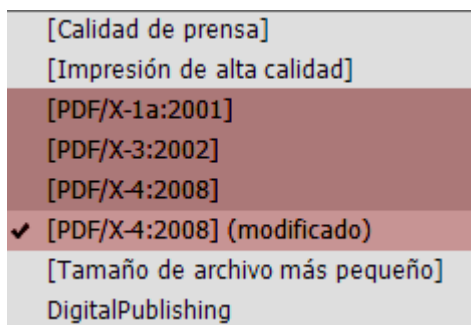 [Calidad de prensa]
[Impresión de alta calidad]
[PDF/X-1a:2001]
[PDF/X-3:2002]
[PDF/X-4:2008]
[PDF/X-4:2008] (modificado)
[Tamaño de archivo más pequeño]
DigitalPublishing